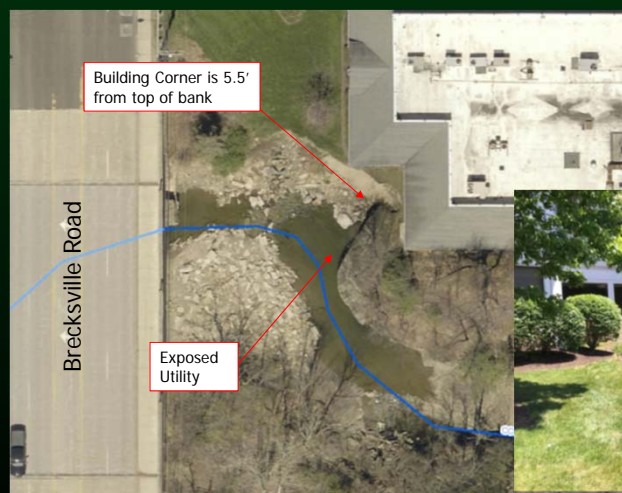 Building Corner is 5.5′
from top of bank
Brecksville Road
Exposed
Utility